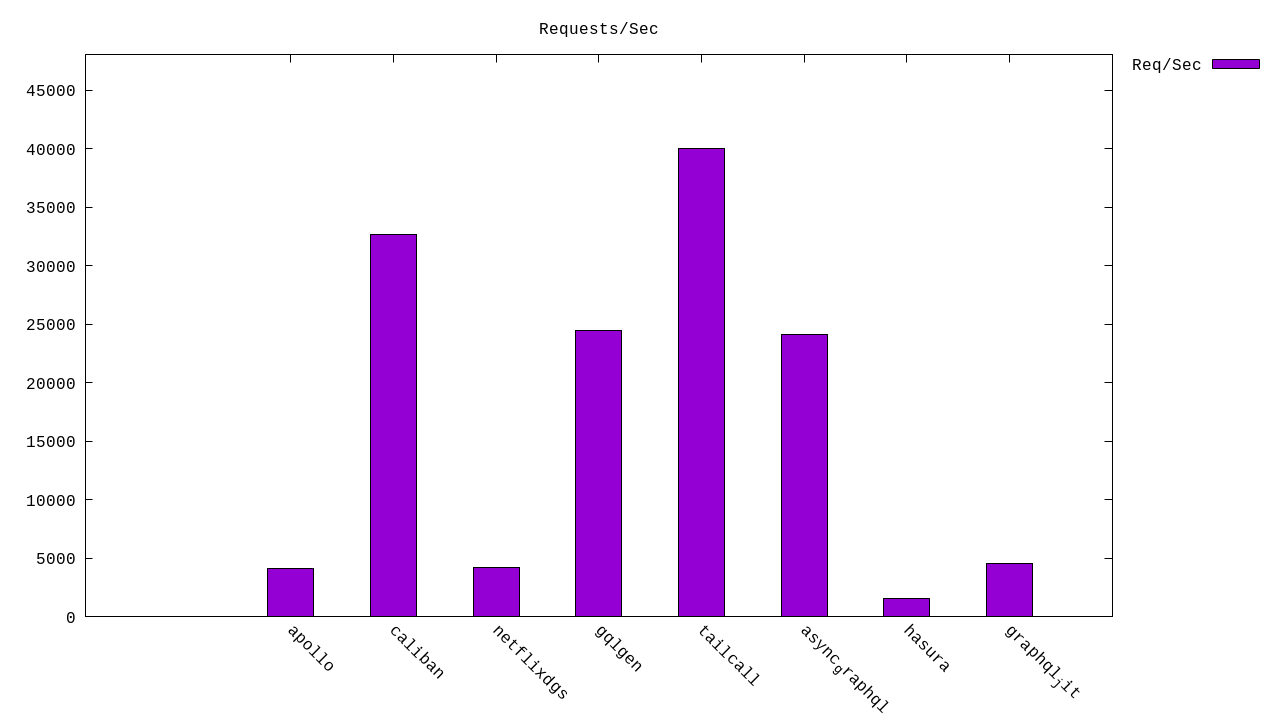 Requests/Sec
Req/Sec
45000
40000
35000
30000
25000
20000
15000
10000
5000
0
apollo
caliban
netflixdgs
gqlgen
tailcall
async_graphql
hasura
graphql_jit